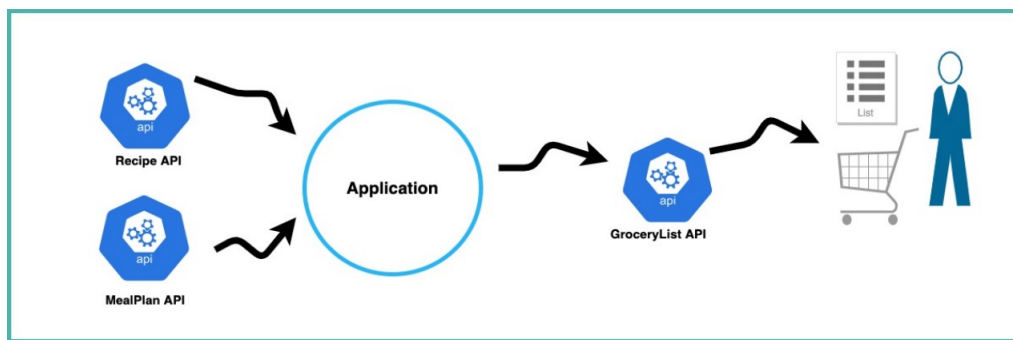 api
Recipe API
api
MealPlan API
Application
api
GroceryList API
List